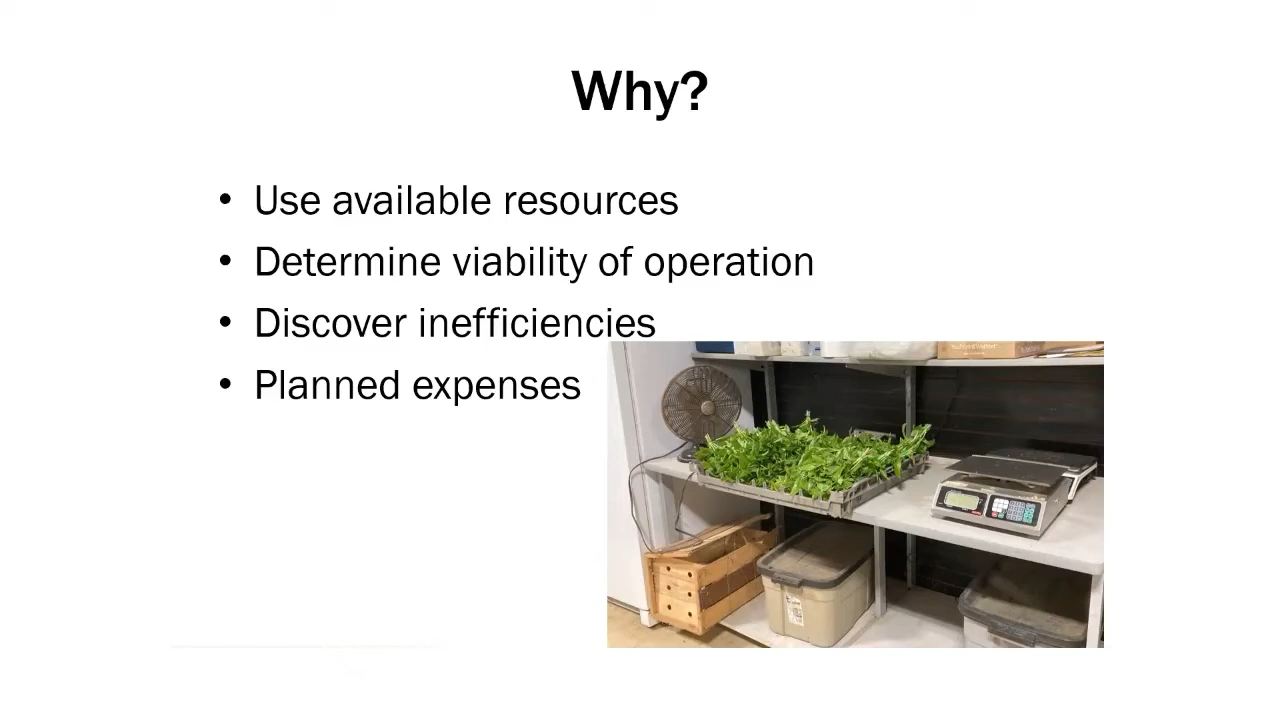 Why?
• Use available resources
• Determine viability of operation
• Discover inefficiencies
• Planned expenses